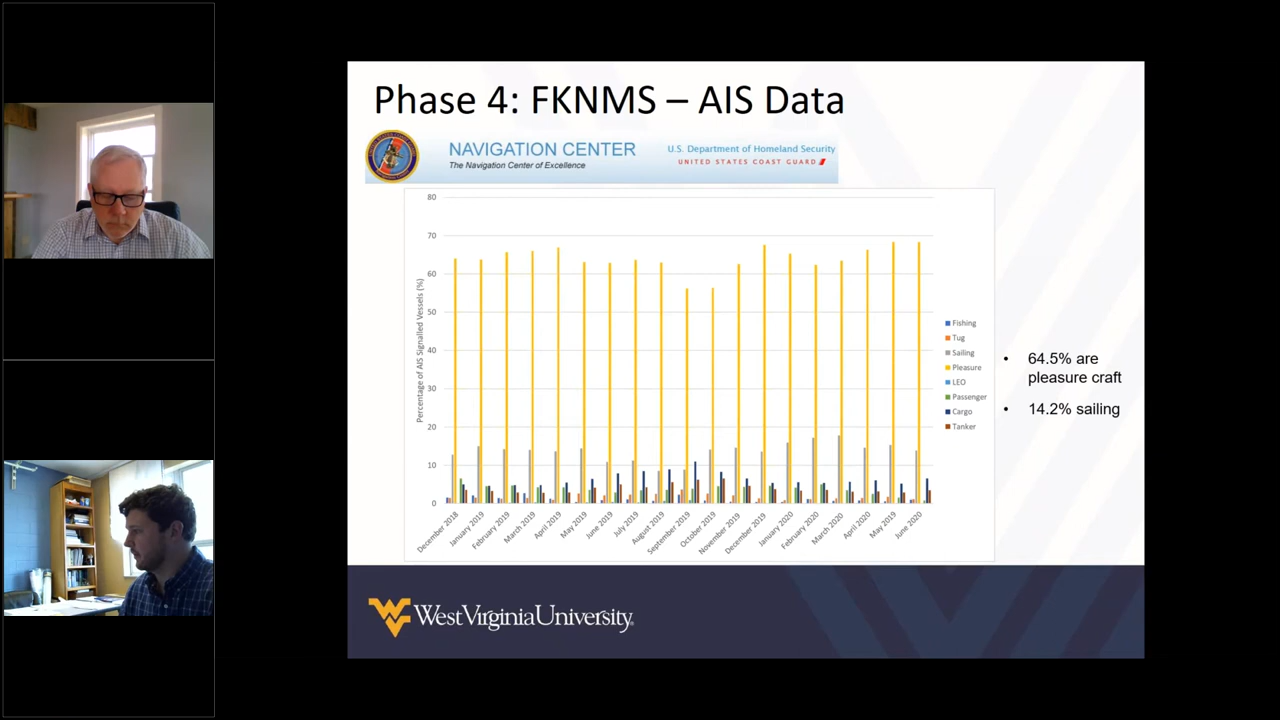 Phase 4: FKNMS – AIS Data
NAVIGATION CENTER
The Navigation Center of Excellence
U.S. Department of Homeland Security
UNITED STATES COAST GUARD
Percentage of AIS Signalled Vessels (%)
80
70
60
50
40
30
20
10
0
December 2018
January 2019
February 2019
March 2019
April 2019
May 2019
June 2019
July 2019
August 2019
September 2019
October 2019
November 2019
December 2019
January 2020
February 2020
March 2020
April 2020
May 2019
June 2020
Fishing
Tug
Sailing
Pleasure
LEO
Passenger
Cargo
Tanker
• 64.5% are
pleasure craft
• 14.2% sailing
WestVirginiaUniversity®